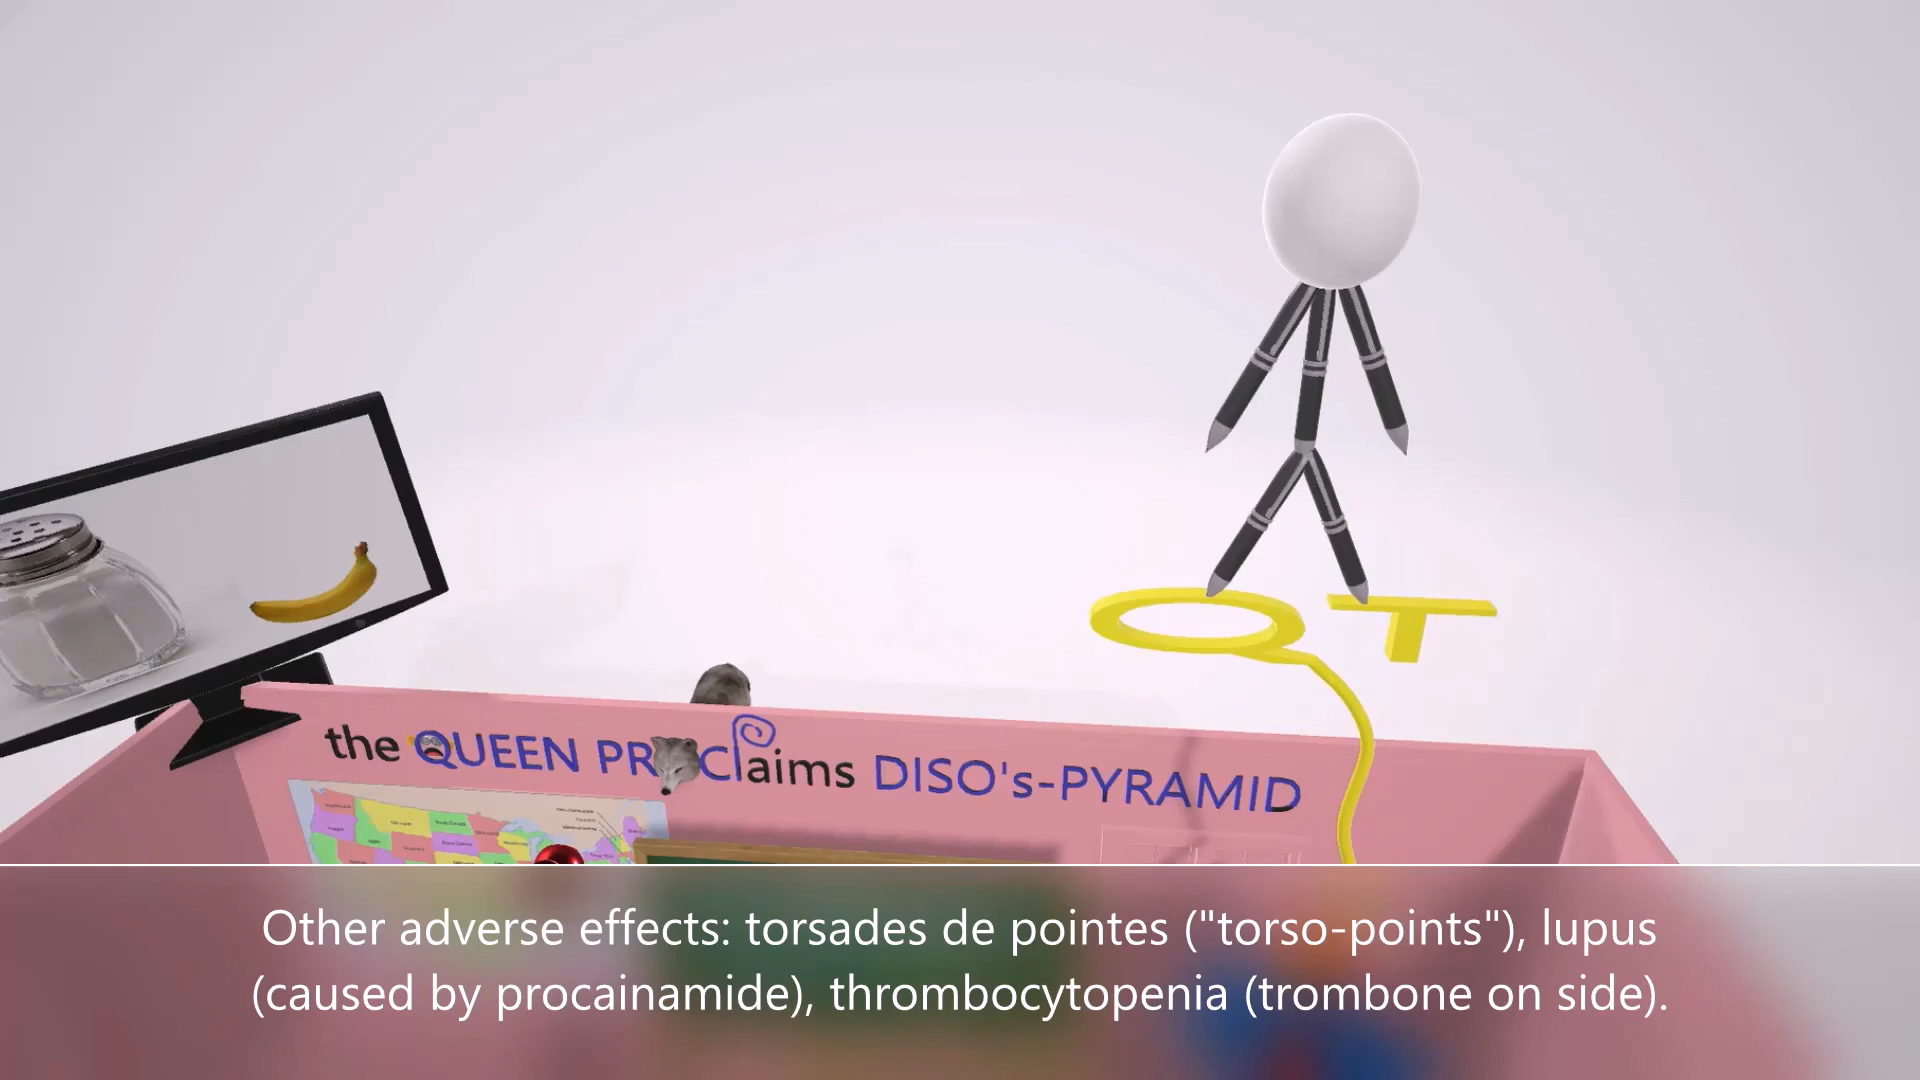 QT
the QUEEN PROClaims DISO's-PYRAMID
Other adverse effects: torsades de pointes ("torso-points"), lupus
(caused by procainamide), thrombocytopenia (trombone on side).